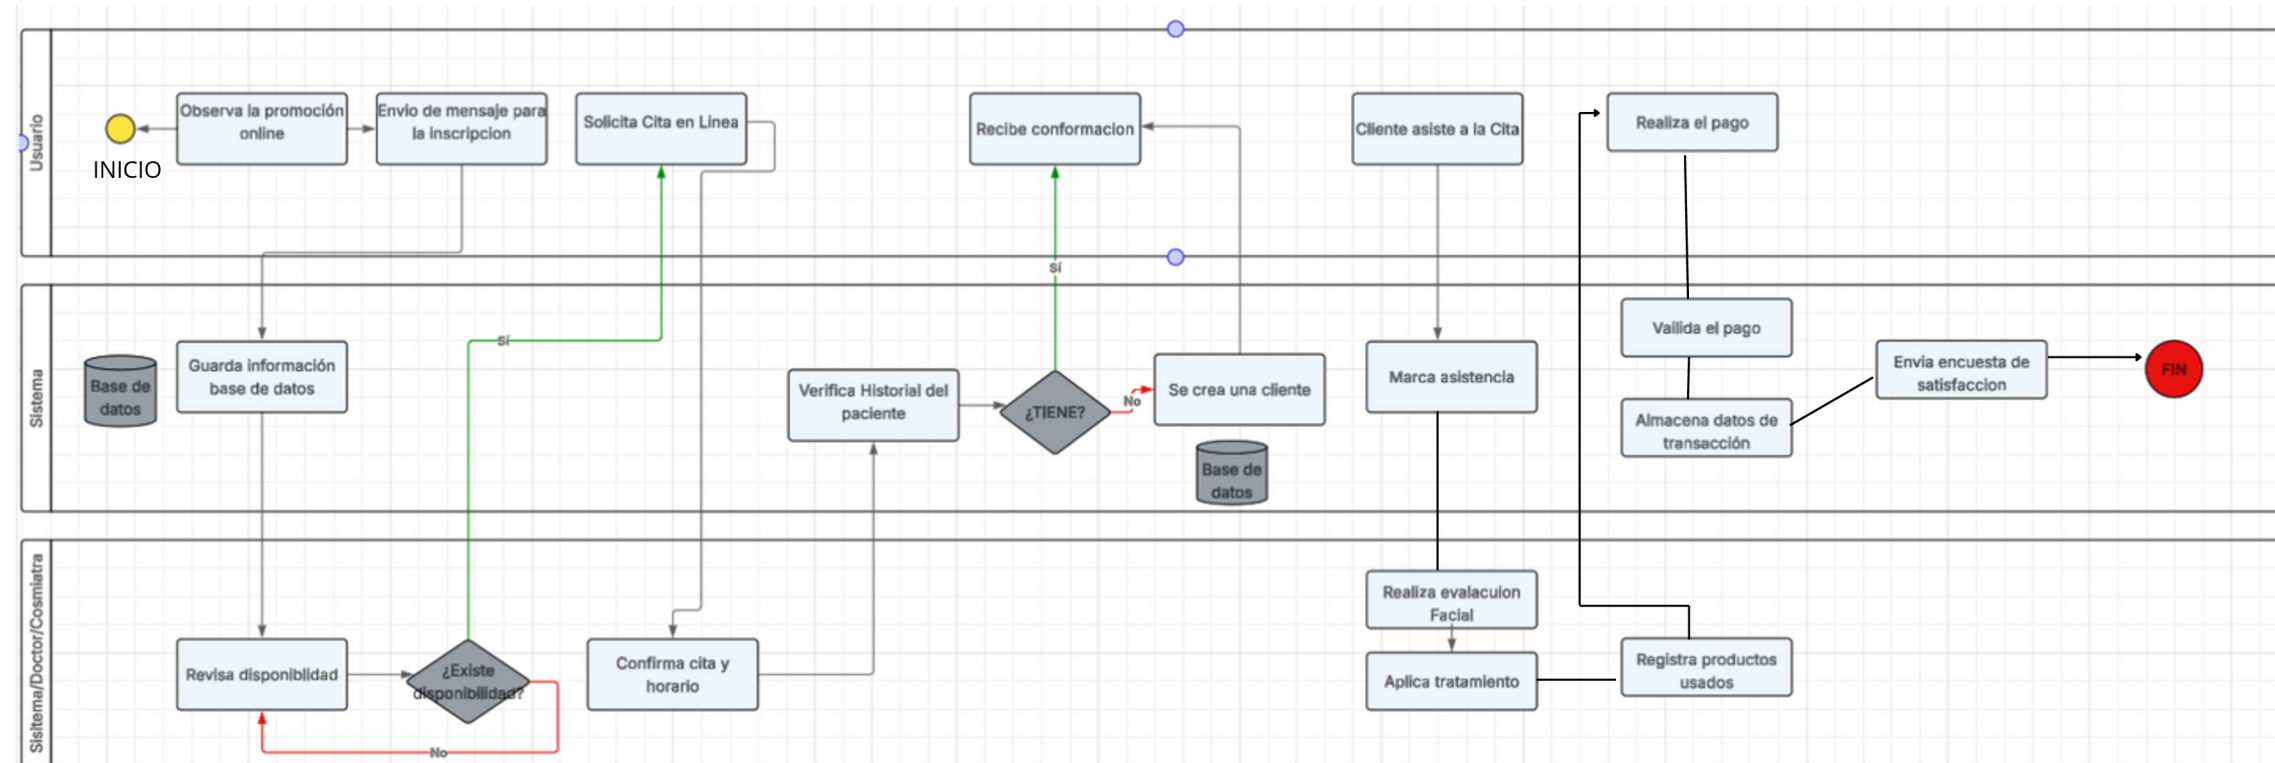 Usuario
INICIO
Observa la promoción
online
Envio de mensaje para
la inscripcion
Solicita Cita en Linea
Recibe conformacion
Cliente asiste a la Cita
Realiza el pago
Sí
Sistema
Base de
datos
Guarda información
base de datos
Sí
Verifica Historial del
paciente
¿TIENE?
No
Se crea una cliente
Base de
datos
Marca asistencia
Vailida el pago
Almacena datos de
transacción
Envia encuesta de
satisfaccion
FIN
Sisitema/Doctor/Cosmiatra
Revisa disponiblidad
¿Existe
disponibilidad?
No
Confirma cita y
horario
Realiza evalacuion
Facial
Aplica tratamiento
Registra productos
usados